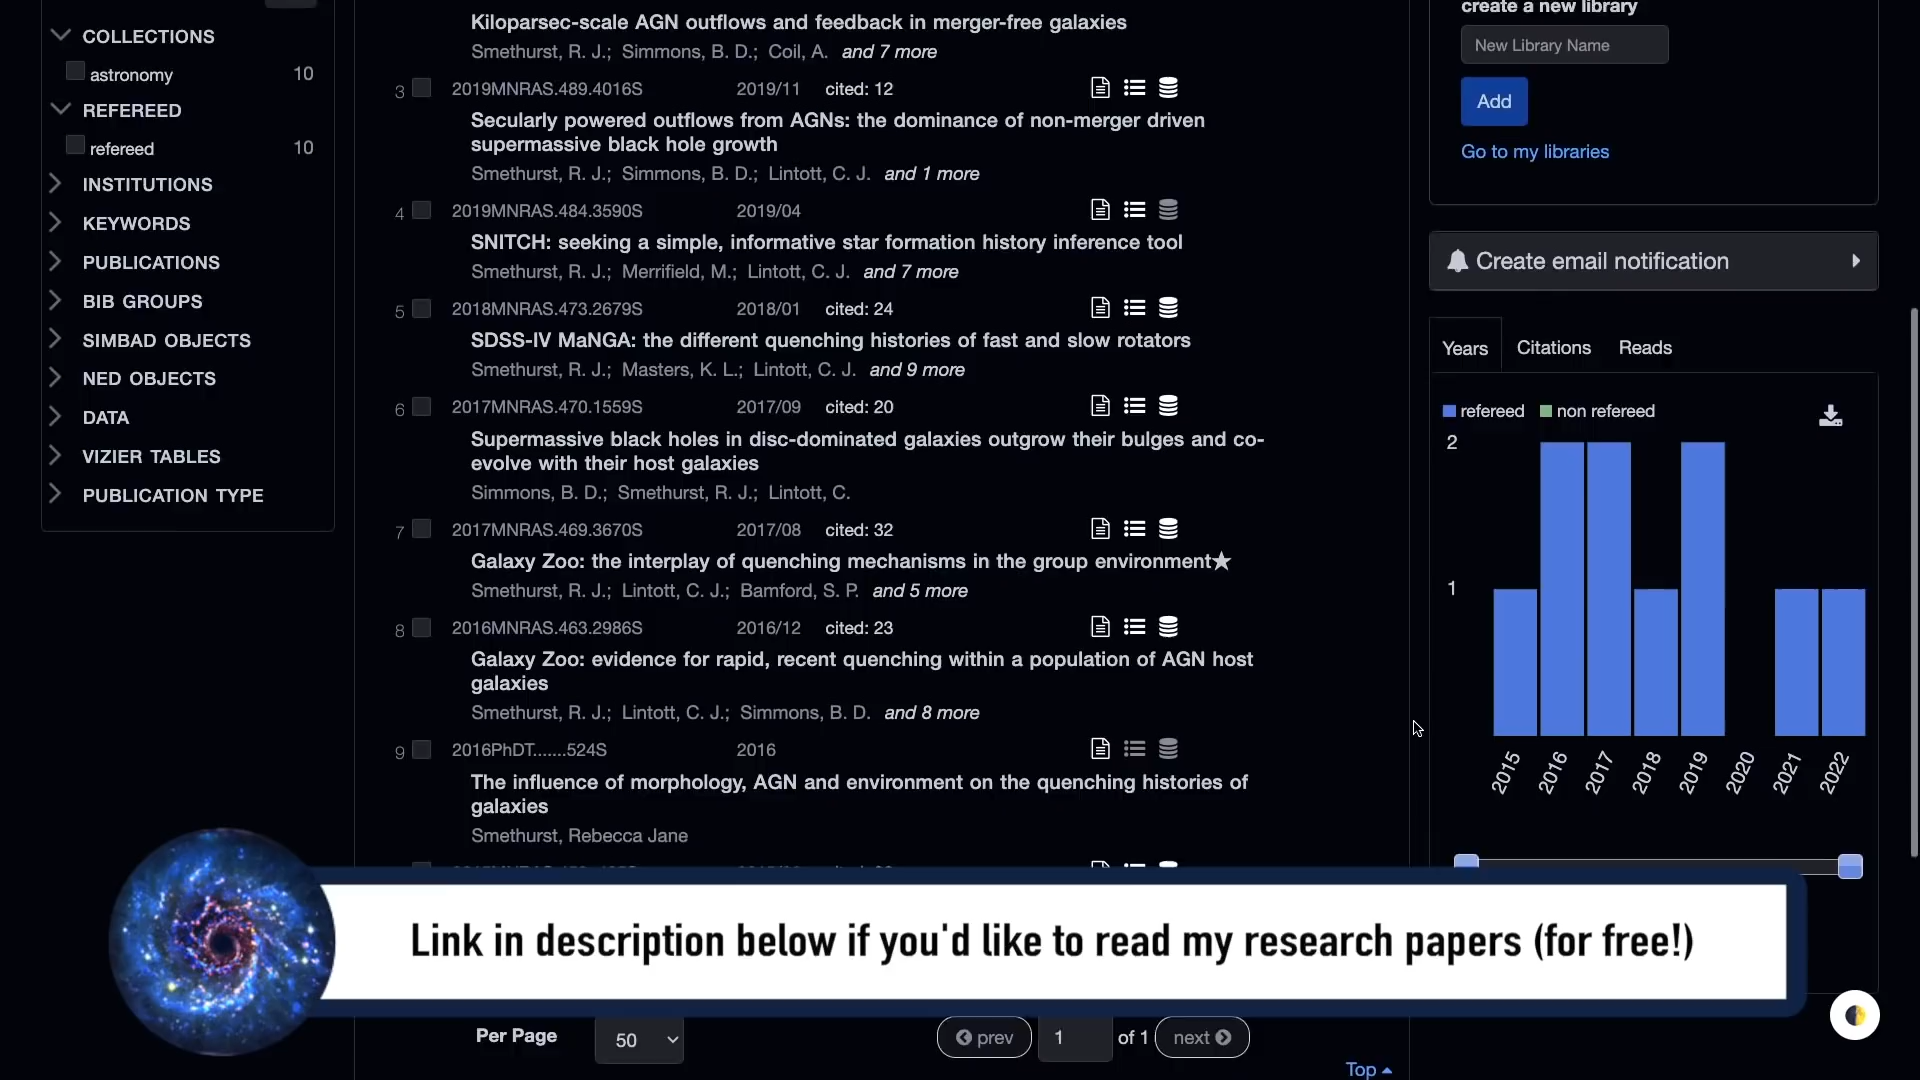 COLLECTIONS
astronomy 10
REFEREED
refereed 10
INSTITUTIONS
KEYWORDS
PUBLICATIONS
BIB GROUPS
SIMBAD OBJECTS
NED OBJECTS
DATA
VIZIER TABLES
PUBLICATION TYPE
Kiloparsec-scale AGN outflows and feedback in merger-free galaxies
Smethurst, R. J.; Simmons, B. D.; Coil, A. and 7 more
3 2019MNRAS.489.4016S 2019/11 cited: 12
Secularly powered outflows from AGNs: the dominance of non-merger driven
supermassive black hole growth
Smethurst, R. J.; Simmons, B. D.; Lintott, C. J. and 1 more
4 2019MNRAS.484.3590S 2019/04
SNITCH: seeking a simple, informative star formation history inference tool
Smethurst, R. J.; Merrifield, M.; Lintott, C. J. and 7 more
5 2018MNRAS.473.2679S 2018/01 cited: 24
SDSS-IV MaNGA: the different quenching histories of fast and slow rotators
Smethurst, R. J.; Masters, K. L.; Lintott, C. J. and 9 more
6 2017MNRAS.470.1559S 2017/09 cited: 20
Supermassive black holes in disc-dominated galaxies outgrow their bulges and co-
evolve with their host galaxies
Simmons, B. D.; Smethurst, R. J.; Lintott, C.
7 2017MNRAS.469.3670S 2017/08 cited: 32
Galaxy Zoo: the interplay of quenching mechanisms in the group environment★
Smethurst, R. J.; Lintott, C. J.; Bamford, S. P. and 5 more
8 2016MNRAS.463.2986S 2016/12 cited: 23
Galaxy Zoo: evidence for rapid, recent quenching within a population of AGN host
galaxies
Smethurst, R. J.; Lintott, C. J.; Simmons, B. D. and 8 more
9 2016PhDT.......524S 2016
The influence of morphology, AGN and environment on the quenching histories of
galaxies
Smethurst, Rebecca Jane
create a new library
New Library Name
Add
Go to my libraries
Create email notification
Years Citations Reads
refereed non refereed
2
1
2015 2016 2017 2018 2019 2020 2021 2022
Link in description below if you'd like to read my research papers (for free!)
Per Page 50 prev 1 of 1 next
Top